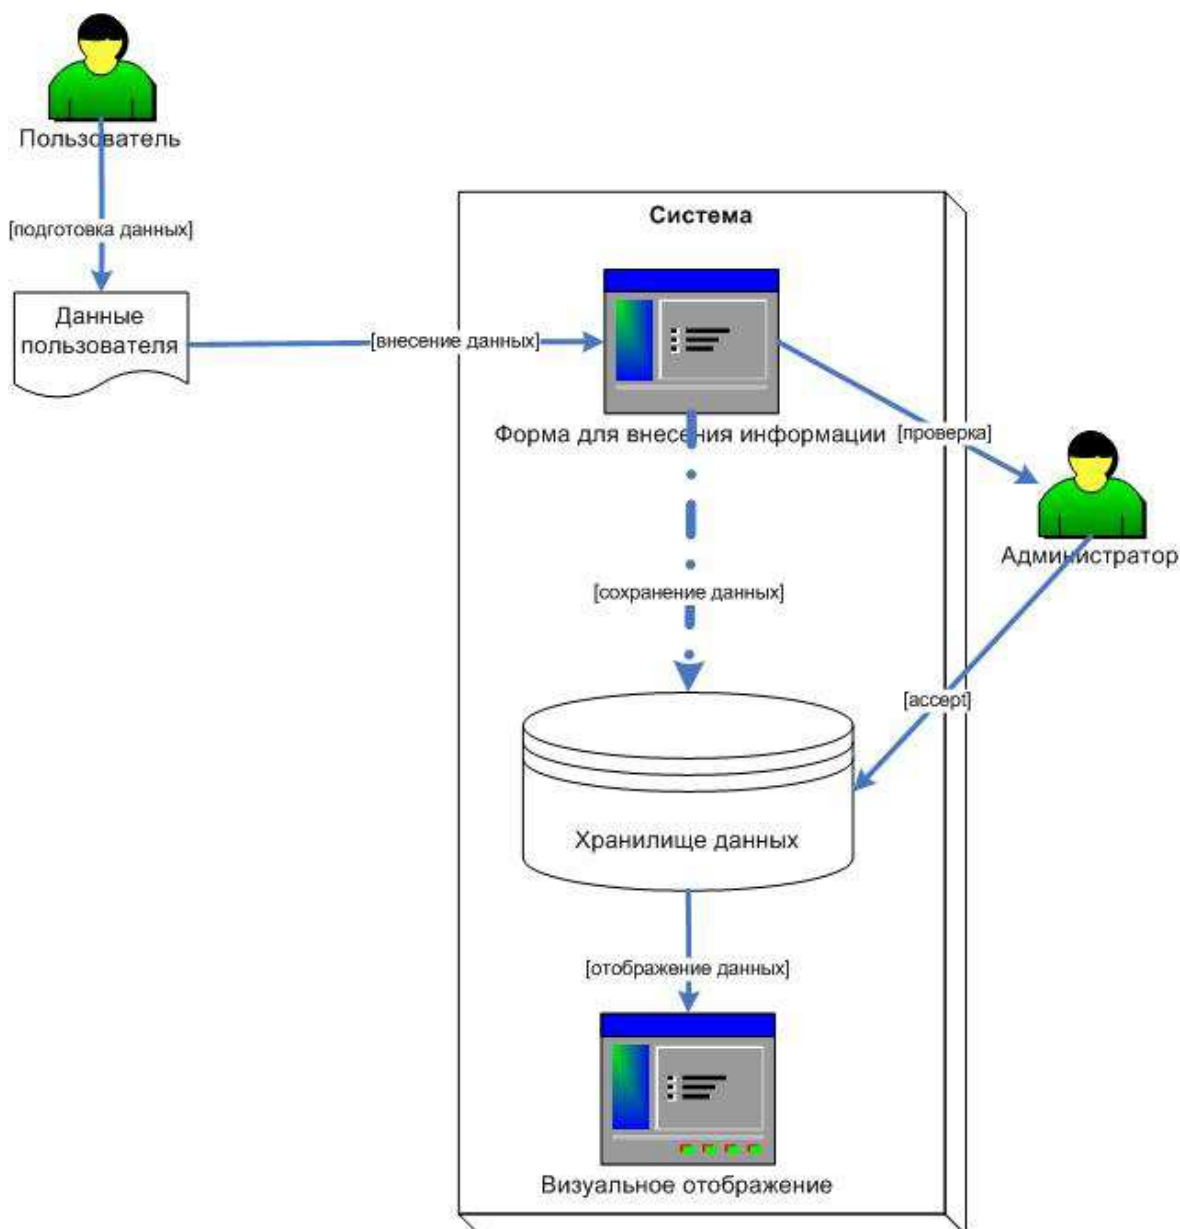 Пользователь
[подготовка данных]
Данные
пользователя
[внесение данных]
Система
Форма для внесения информации
[проверка]
Администратор
[сохранение данных]
[accept]
Хранилище данных
[отображение данных]
Визуальное отображение